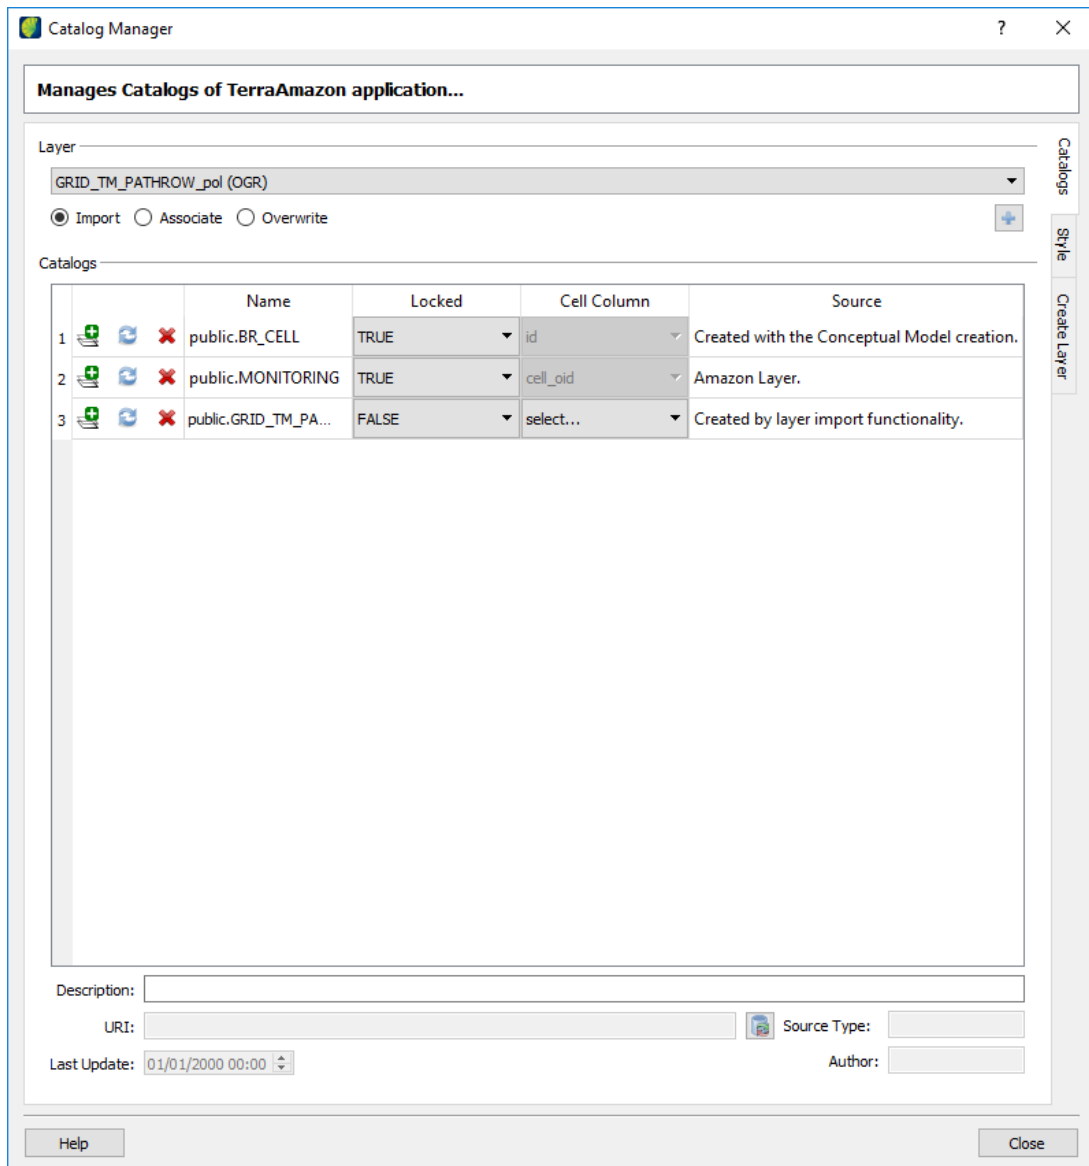 Catalog Manager ?
Manages Catalogs of TerraAmazon application...
Layer
GRID_TM_PATHROW_pol (OGR)
Import Associate Overwrite
Catalogs
Name Locked Cell Column Source
1 public.BR_CELL TRUE id Created with the Conceptual Model creation.
2 public.MONITORING TRUE cell_oid Amazon Layer.
3 public.GRID_TM_PA... FALSE select... Created by layer import functionality.
Description:
URI: Source Type:
Last Update: 01/01/2000 00:00 Author:
Catalogs
Style
Create Layer
Help Close